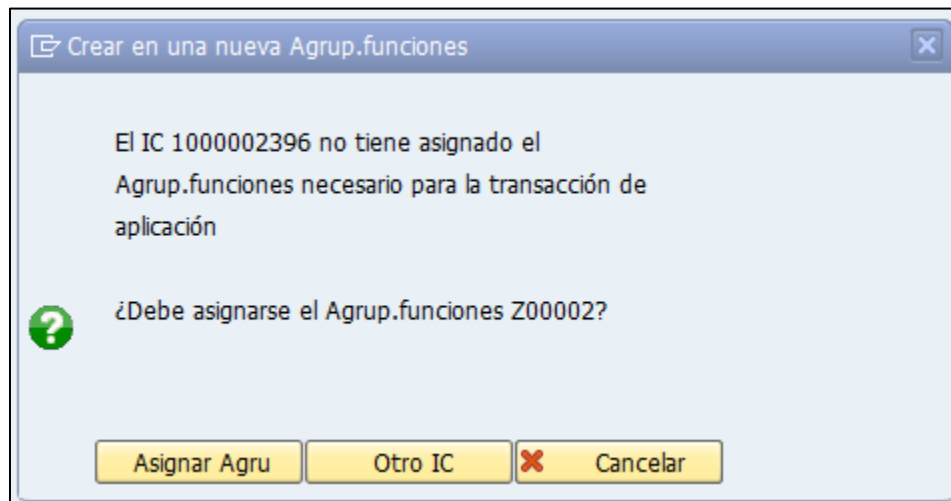 Crear en una nueva Agrup.funciones
El IC 1000002396 no tiene asignado el
Agrup.funciones necesario para la transacción de
aplicación
¿Debe asignarse el Agrup.funciones Z00002?
Asignar Agru
Otro IC
Cancelar